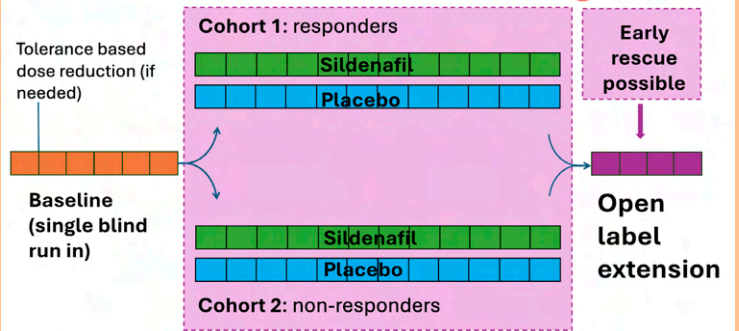 Cohort 1: responders
Tolerance based
dose reduction (if
needed)
Sildenafil
Placebo
Early
rescue
possible
Baseline
(single blind
run in)
Sildenafil
Placebo
Cohort 2: non-responders
Open
label
extension